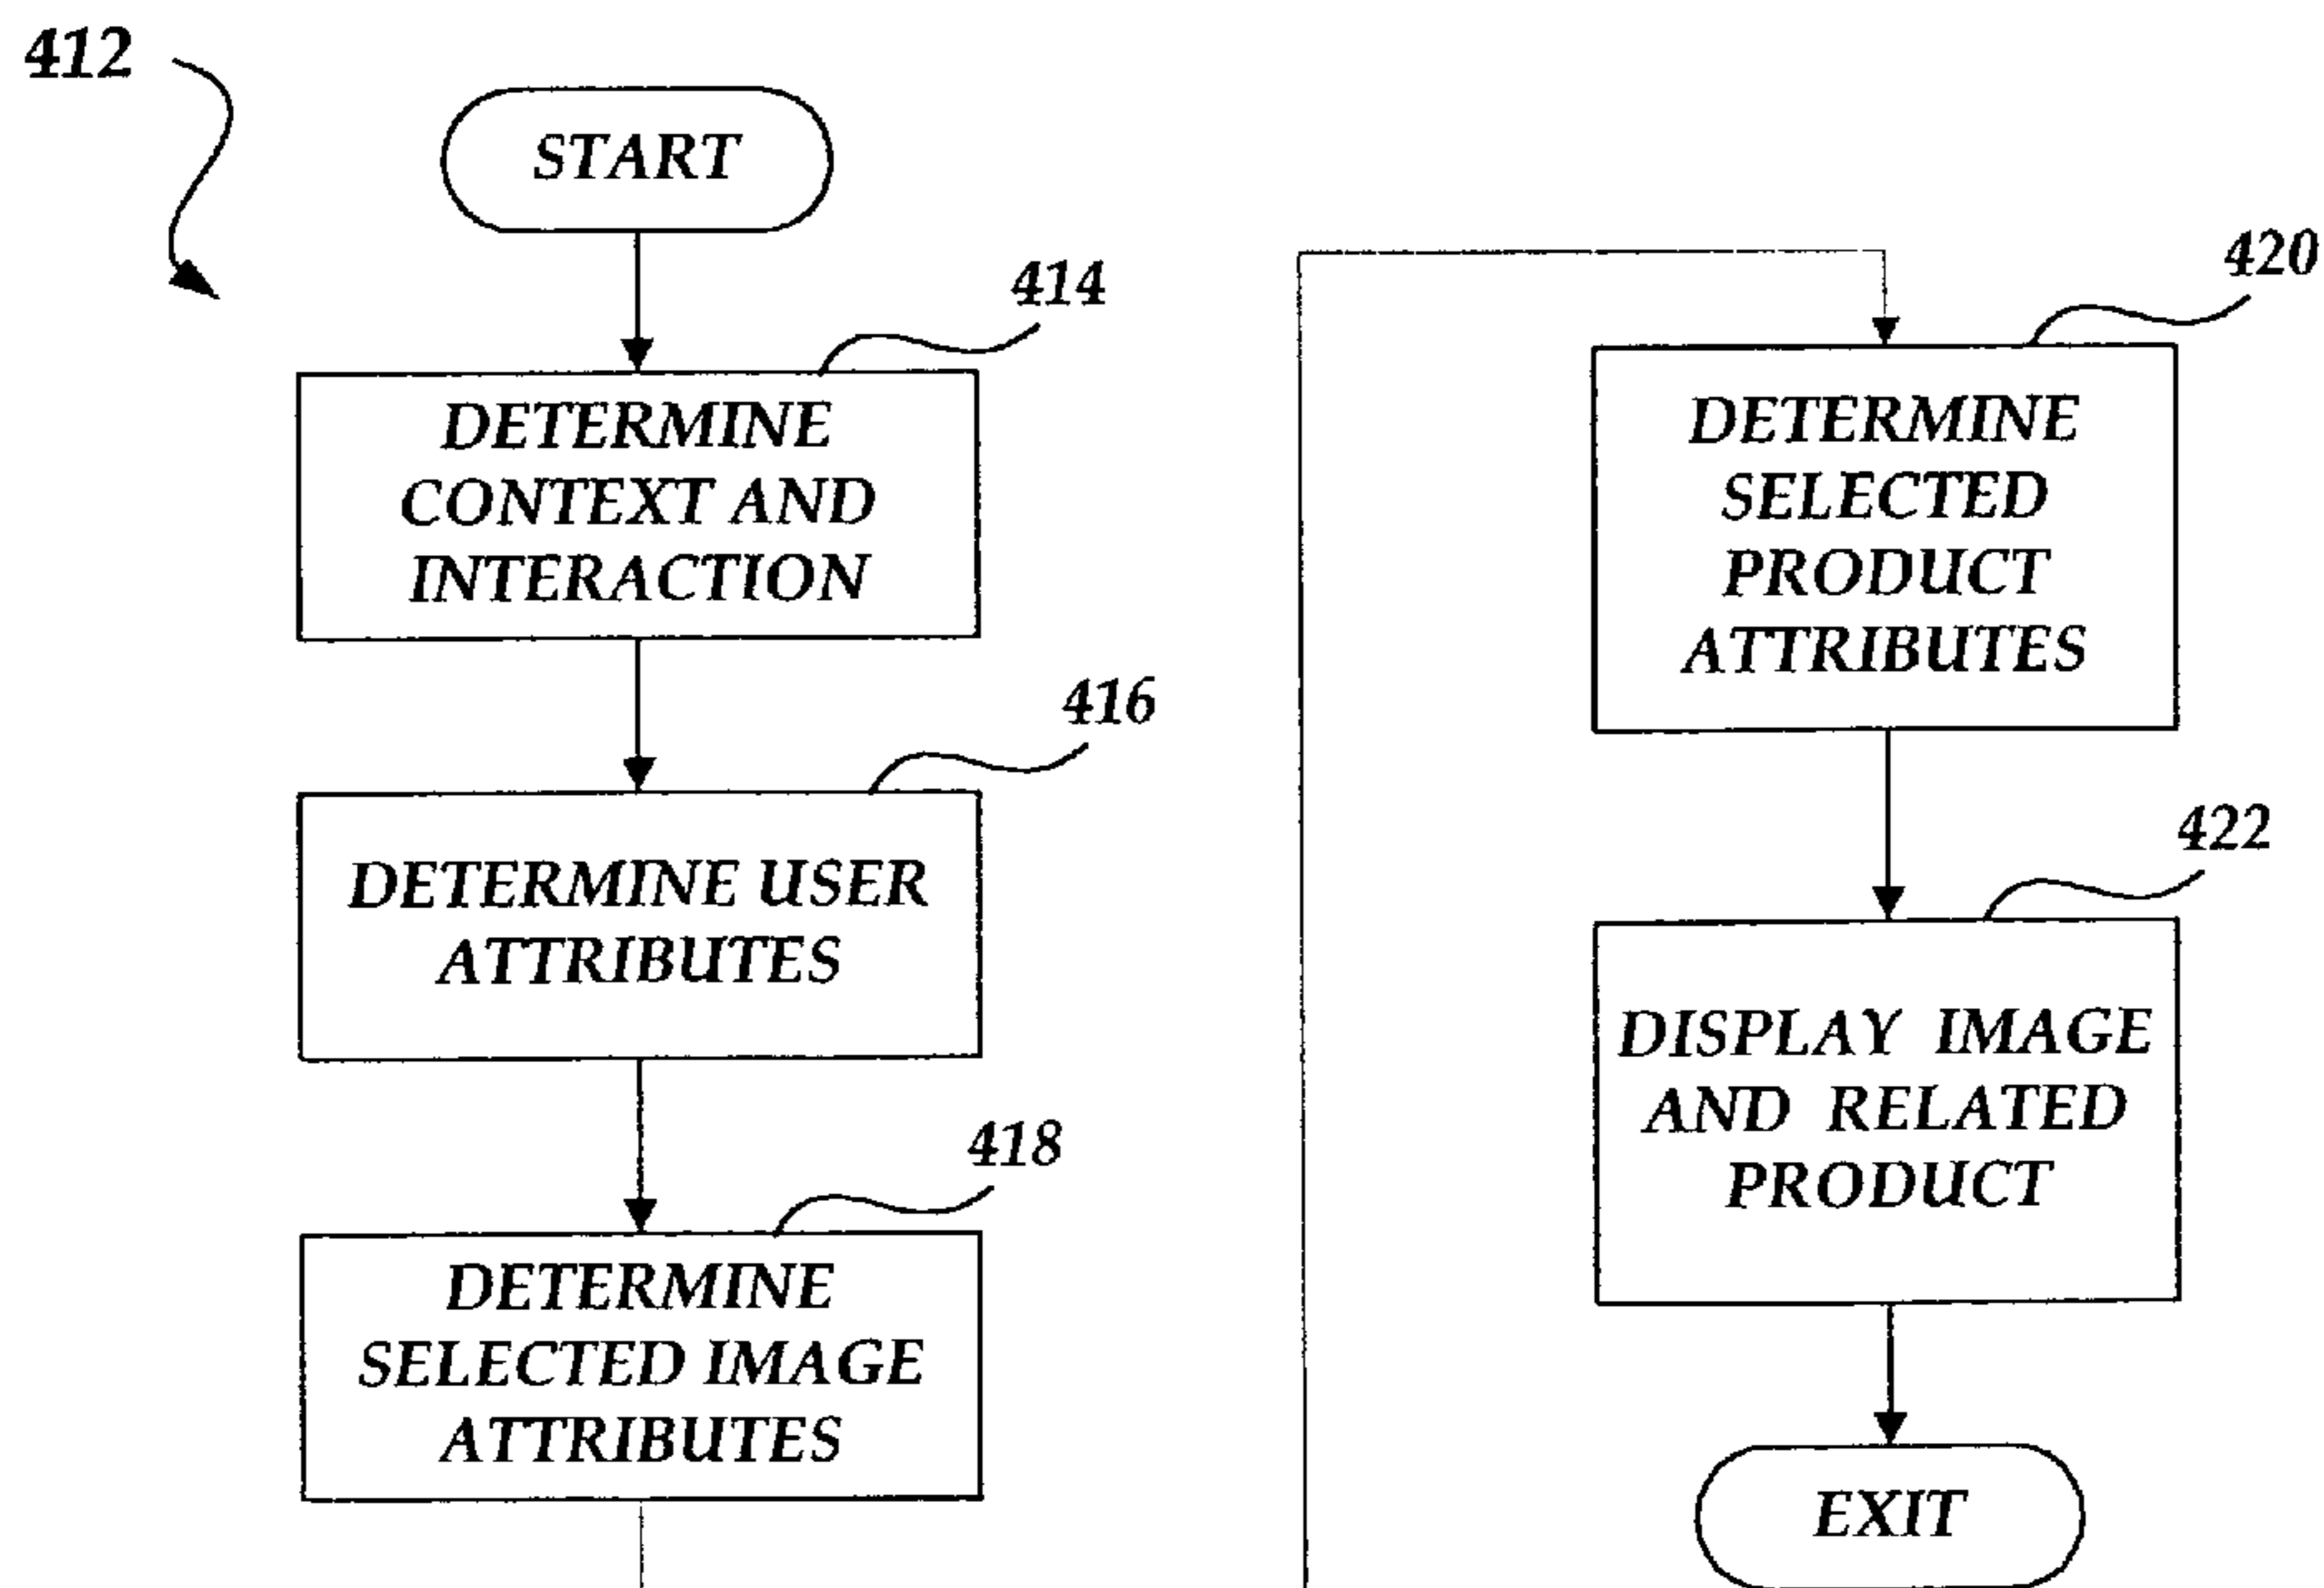 412
START
414
DETERMINE
CONTEXT AND
INTERACTION
416
DETERMINE USER
ATTRIBUTES
418
DETERMINE
SELECTED IMAGE
ATTRIBUTES
420
DETERMINE
SELECTED
PRODUCT
ATTRIBUTES
422
DISPLAY IMAGE
AND RELATED
PRODUCT
EXIT